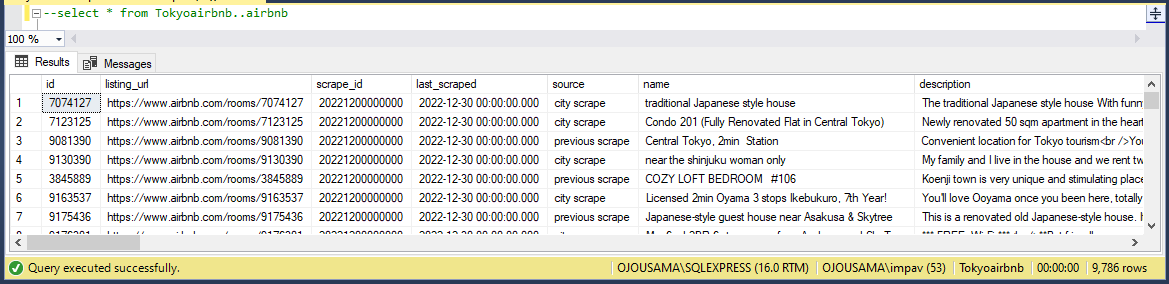 --select * from Tokyoairbnb..airbnb
100 %
Results Messages
id listing_url scrape_id last_scraped source name description
1 7074127 https://www.airbnb.com/rooms/7074127 20221200000000 2022-12-30 00:00:00.000 city scrape traditional Japanese style house The traditional Japanese style house With funn
2 7123125 https://www.airbnb.com/rooms/7123125 20221200000000 2022-12-30 00:00:00.000 city scrape Condo 201 (Fully Renovated Flat in Central Tokyo) Newly renovated 50 sqm apartment in the heart
3 9081390 https://www.airbnb.com/rooms/9081390 20221200000000 2022-12-30 00:00:00.000 previous scrape Central Tokyo, 2min Station Convenient location for Tokyo tourism<br />You
4 9130390 https://www.airbnb.com/rooms/9130390 20221200000000 2022-12-30 00:00:00.000 city scrape near the shinjuku woman only My family and I live in the house and we rent tw
5 3845889 https://www.airbnb.com/rooms/3845889 20221200000000 2022-12-30 00:00:00.000 previous scrape COZY LOFT BEDROOM #106 Koenji town is very unique and stimulating place
6 9163537 https://www.airbnb.com/rooms/9163537 20221200000000 2022-12-30 00:00:00.000 city scrape Licensed 2min Oyama 3 stops Ikebukuro, 7th Year! You'll love Ooyama once you been here, totally
7 9175436 https://www.airbnb.com/rooms/9175436 20221200000000 2022-12-30 00:00:00.000 previous scrape Japanese-style guest house near Asakusa & Skytree This is a renovated old Japanese-style house. h
Query executed successfully. OJOUSAMA\SQLEXPRESS (16.0 RTM) OJOUSAMA\impav (53) Tokyoairbnb 00:00:00 9,786 rows